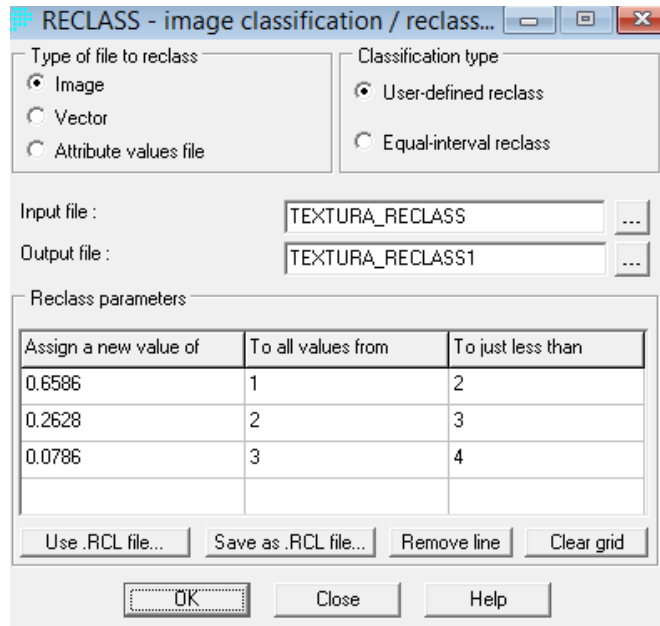 RECLASS - image classification / reclass...
Type of file to reclass
Image
Vector
Attribute values file
Classification type
User-defined reclass
Equal-interval reclass
Input file :
TEXTURA_RECLASS
...
Output file :
TEXTURA_RECLASS1
...
Reclass parameters
Assign a new value of To all values from To just less than
0.6586 1 2
0.2628 2 3
0.0786 3 4
Use .RCL file... Save as .RCL file... Remove line Clear grid
OK Close Help